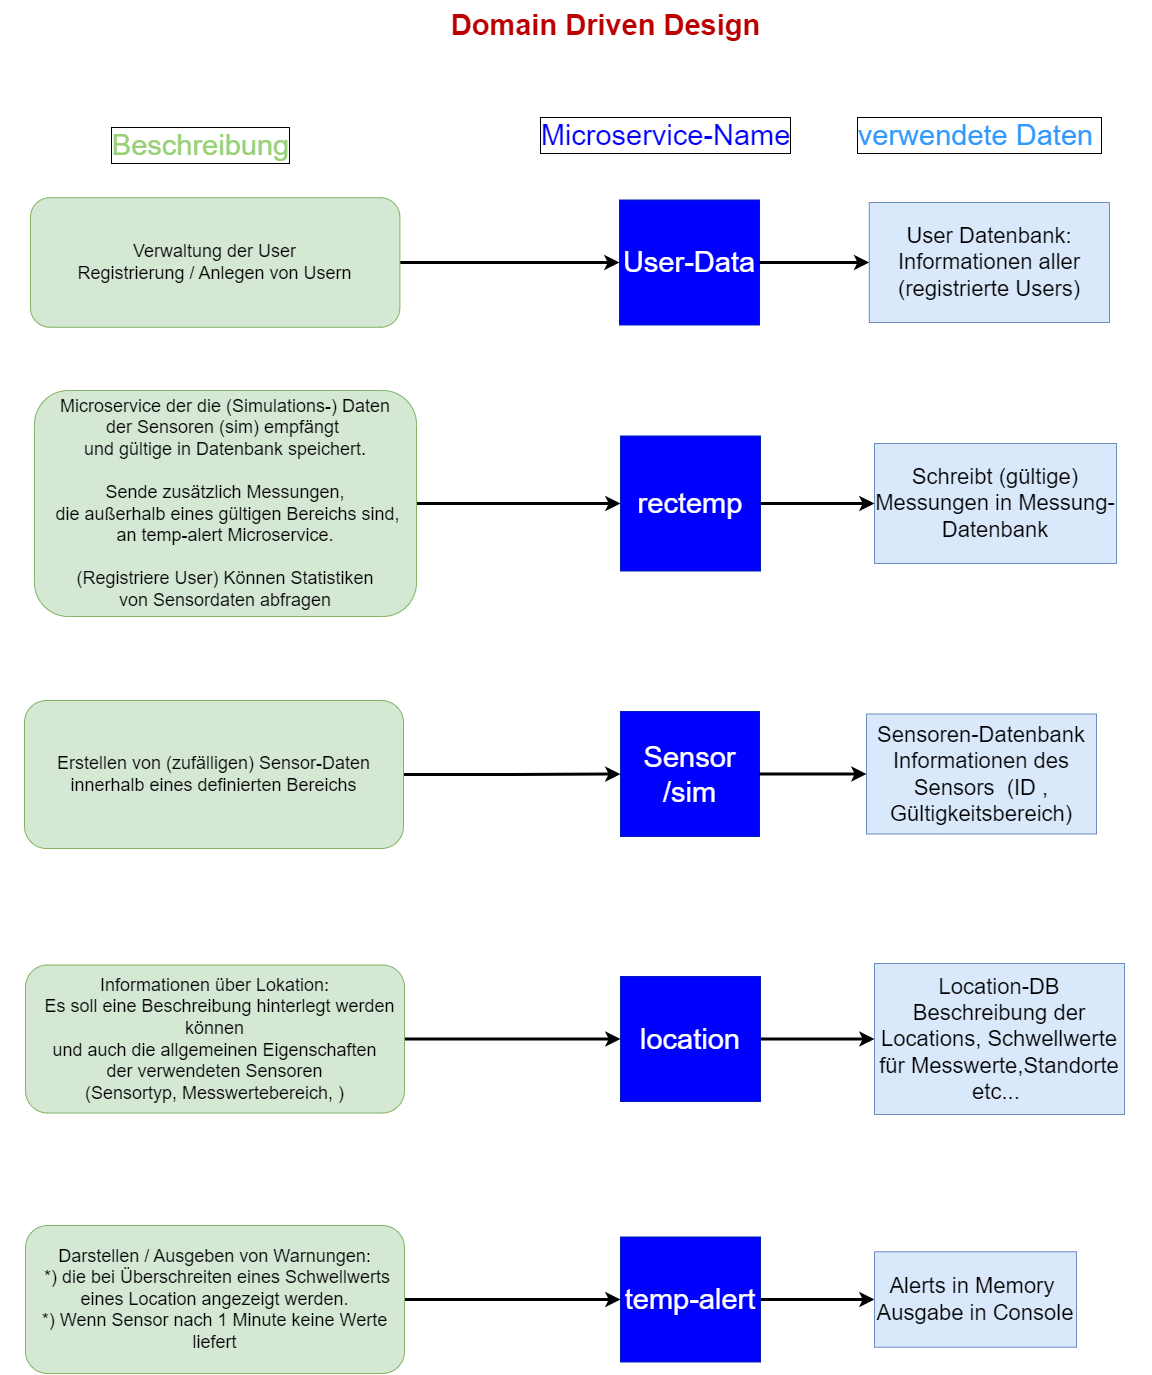 Domain Driven Design
Beschreibung
Microservice-Name
verwendete Daten
Verwaltung der User
Registrierung / Anlegen von Usern
User-Data
User Datenbank:
Informationen aller
(registrierte Users)
Microservice der die (Simulations-) Daten
der Sensoren (sim) empfängt
und gültige in Datenbank speichert.
Sende zusätzlich Messungen,
die außerhalb eines gültigen Bereichs sind,
an temp-alert Microservice.
(Registriere User) Können Statistiken
von Sensordaten abfragen
rectemp
Schreibt (gültige)
Messungen in Messung-
Datenbank
Erstellen von (zufälligen) Sensor-Daten
innerhalb eines definierten Bereichs
Sensor
/sim
Sensoren-Datenbank
Informationen des
Sensors (ID ,
Gültigkeitsbereich)
Informationen über Lokation:
Es soll eine Beschreibung hinterlegt werden
können
und auch die allgemeinen Eigenschaften
der verwendeten Sensoren
(Sensortyp, Messwertebereich, )
location
Location-DB
Beschreibung der
Locations, Schwellwerte
für Messwerte,Standorte
etc...
Darstellen / Ausgeben von Warnungen:
*) die bei Überschreiten eines Schwellwerts
eines Location angezeigt werden.
*) Wenn Sensor nach 1 Minute keine Werte
liefert
temp-alert
Alerts in Memory
Ausgabe in Console